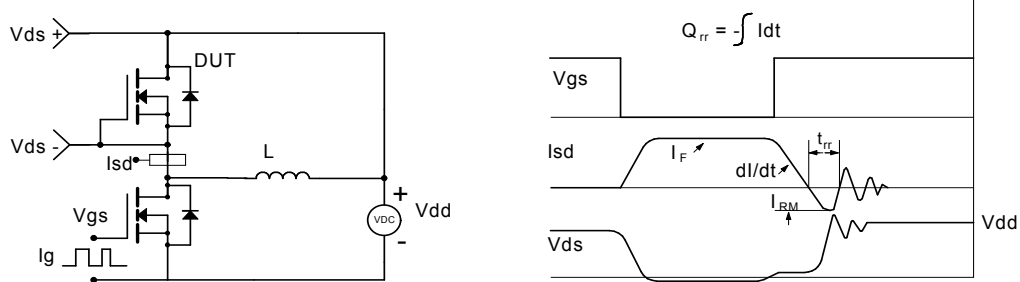 Vds +
DUT
Vds -
Isd
L
Vgs
Ig
+
VDC
-
Vdd
Q rr = -∫ Idt
Vgs
Isd
I F
dI/dt
t rr
I RM
Vds
Vdd